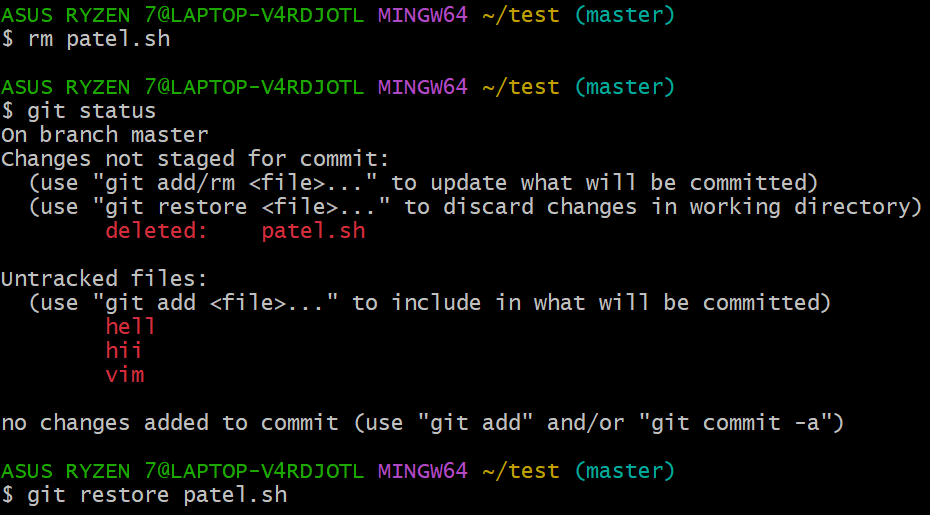 ASUS RYZEN 7@LAPTOP-V4RDJOTL MINGW64 ~/test (master)
$ rm patel.sh
ASUS RYZEN 7@LAPTOP-V4RDJOTL MINGW64 ~/test (master)
$ git status
On branch master
Changes not staged for commit:
  (use "git add/rm <file>..." to update what will be committed)
  (use "git restore <file>..." to discard changes in working directory)
        deleted:    patel.sh
Untracked files:
  (use "git add <file>..." to include in what will be committed)
        hell
        hii
        vim
no changes added to commit (use "git add" and/or "git commit -a")
ASUS RYZEN 7@LAPTOP-V4RDJOTL MINGW64 ~/test (master)
$ git restore patel.sh